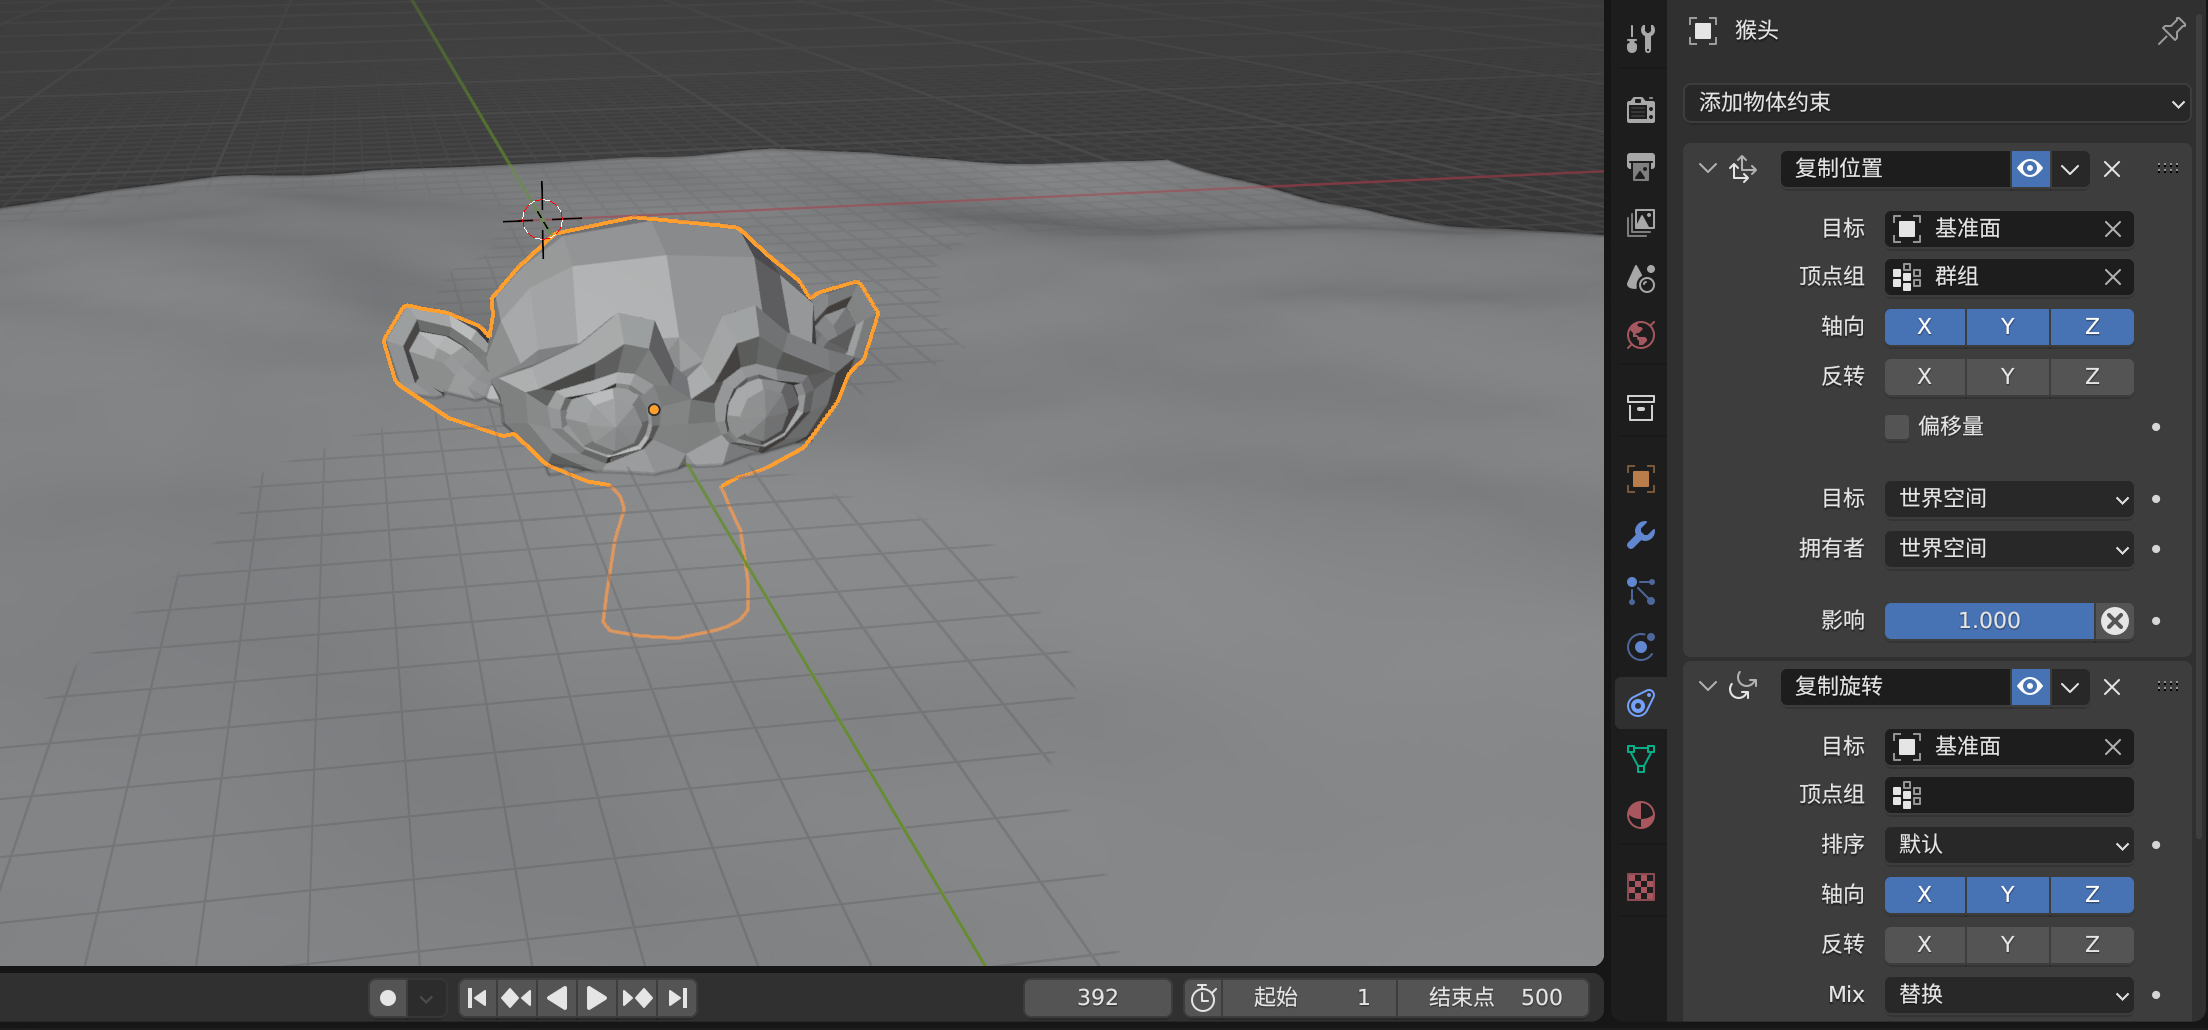 猴头
添加物体约束
复制位置
目标 基准面
顶点组 群组
轴向 X Y Z
反转 X Y Z
偏移量
目标 世界空间
拥有者 世界空间
影响 1.000
复制旋转
目标 基准面
顶点组
排序 默认
轴向 X Y Z
反转 X Y Z
Mix 替换
392 起始 1 结束点 500